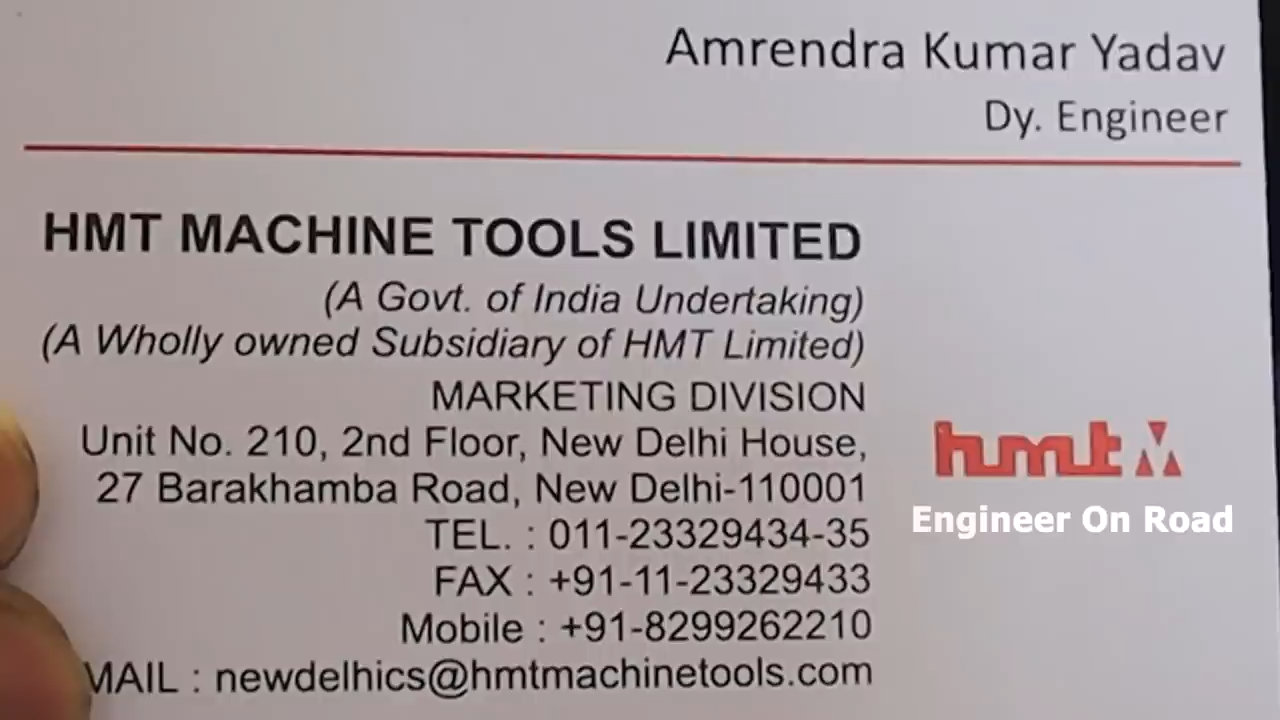 Amrendra Kumar Yadav
Dy. Engineer
HMT MACHINE TOOLS LIMITED
(A Govt. of India Undertaking)
(A Wholly owned Subsidiary of HMT Limited)
MARKETING DIVISION
Unit No. 210, 2nd Floor, New Delhi House,
27 Barakhamba Road, New Delhi-110001
TEL. : 011-23329434-35
FAX : +91-11-23329433
Mobile : +91-8299262210
MAIL : newdelhics@hmtmachinetools.com
hmt
Engineer On Road